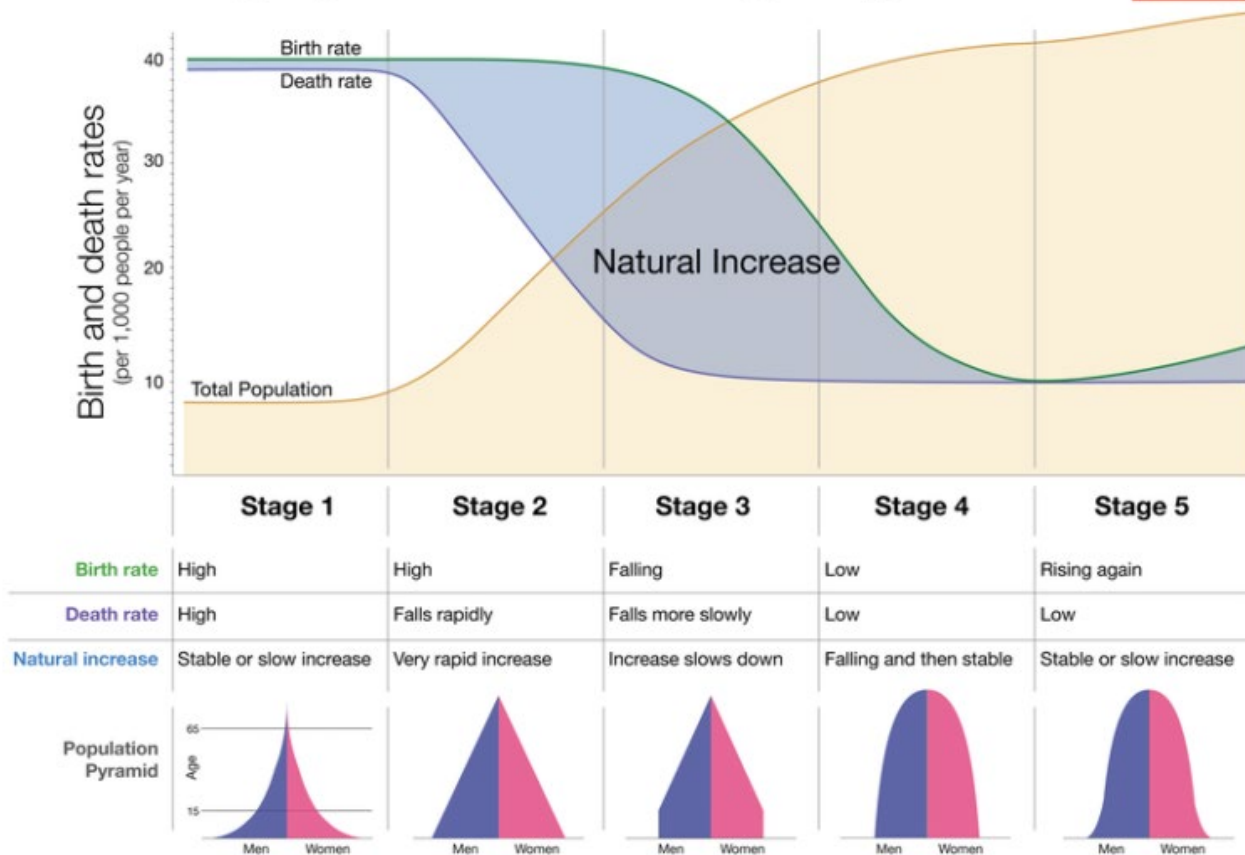 Birth and death rates
(per 1,000 people per year)
40
30
20
10
Birth rate
Death rate
Total Population
Natural Increase
Stage 1 Stage 2 Stage 3 Stage 4 Stage 5
Birth rate High High Falling Low Rising again
Death rate High Falls rapidly Falls more slowly Low Low
Natural increase Stable or slow increase Very rapid increase Increase slows down Falling and then stable Stable or slow increase
Population
Pyramid
65
Age
15
Men Women Men Women Men Women Men Women Men Women